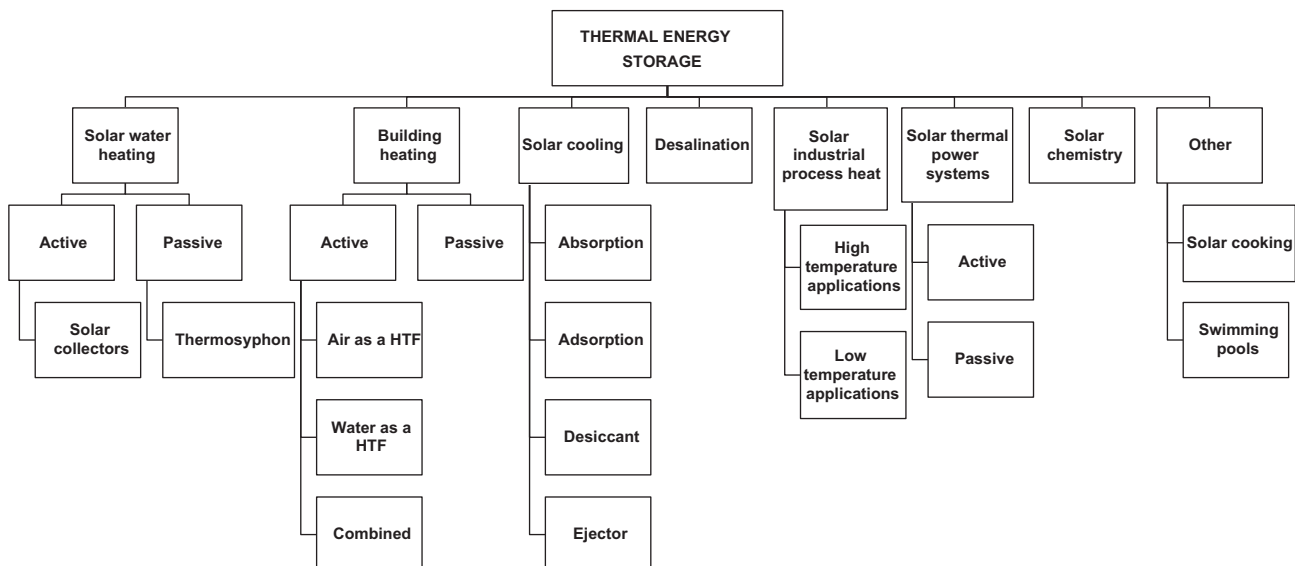 THERMAL ENERGY
STORAGE
Solar water
heating
Building
heating
Solar cooling
Desalination
Solar
industrial
process heat
Solar thermal
power
systems
Solar
chemistry
Other
Active
Passive
Active
Passive
Absorption
High
temperature
applications
Active
Solar cooking
Solar
collectors
Thermosyphon
Air as a HTF
Adsorption
Low
temperature
applications
Passive
Swimming
pools
Water as a
HTF
Desiccant
Combined
Ejector